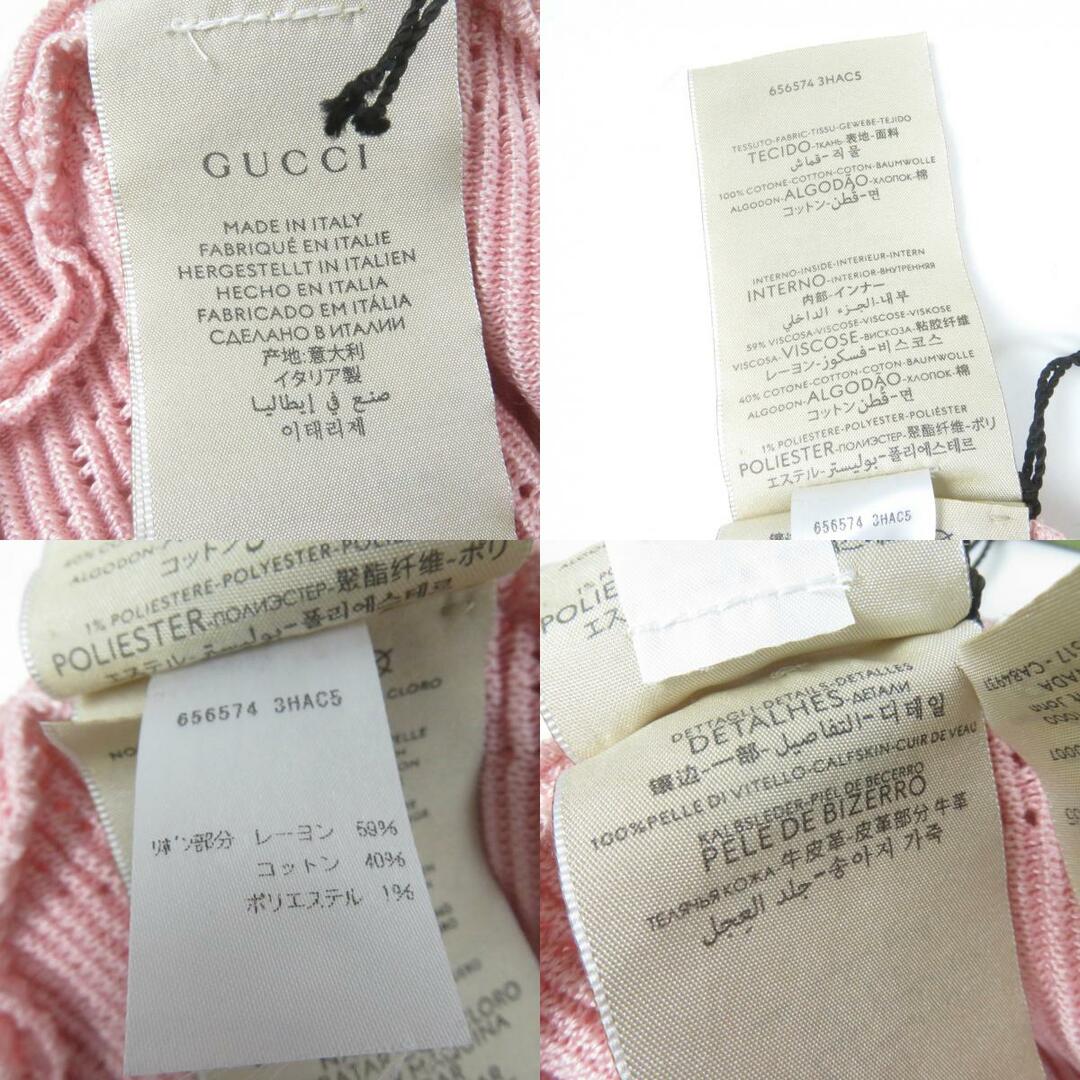 GUCCI
MADE IN ITALY
FABRIQUÉ EN ITALIE
HERGESTELLT IN ITALIEN
HECHO EN ITALIA
FABRICADO EM ITÁLIA
СДЕЛАНО В ИТАЛИИ
产地:意大利
イタリア製
صنع في إيطاليا
이태리제
656574 3HAC5
TESSUTO-FABRIC-TISSU-GEWEBE-TEJIDO
TECIDO-ТКАНЬ-表地-面料
قماش-직물
100% COTONE-COTTON-COTON-BAUMWOLLE
ALGODON-ALGODÃO-ХЛОПОК-棉
コットン-قطن-면
INTERNO-INSIDE-INTERIEUR-INTERN
INTERNO-INTERIOR-ВНУТРЕННЯЯ
内部-インナー
내부-الجزء الداخلي
59% VISCOSA-VISCOSE-VISCOSE-VISKOSE
VISCOSA-VISCOSE-ВИСКОЗА-粘胶纤维
レーヨン-فسكوز-비스코스
40% COTONE-COTTON-COTON-BAUMWOLLE
ALGODON-ALGODÃO-ХЛОПОК-棉
コットン-قطن-면
1% POLIESTERE-POLYESTER-POLIÉSTER
POLIESTER-ПОЛИЭСТЕР-聚酯纤维-ポリ
エステル-بوليستر-폴리에스테르
656574 3HAC5
コットン
1% POLIESTERE-POLYESTER-POL
POLIESTER-ПОЛИЭСТЕР-聚酯纤维-ポリ
エステル-بوليستر-폴리에스테르
CLORO
656574 3HAC5
リボン部分 レーヨン 59%
コットン 40%
ポリエステル 1%
CLORO
POLIE
DETTAGLI-DETAILS-DETALLES
DETALHES-ДЕТАЛИ
镶边-一部-التفاصيل-디테일
100%PELLE DI VITELLO-CALFSKIN-CUIR DE VEAU
KALBSLEDER-PIEL DE BECERRO
PELE DE BIZERRO
ТЕЛЯЧЬЯ КОЖА-牛皮革 皮革部分 牛革
جلد العجل-송아지 가죽